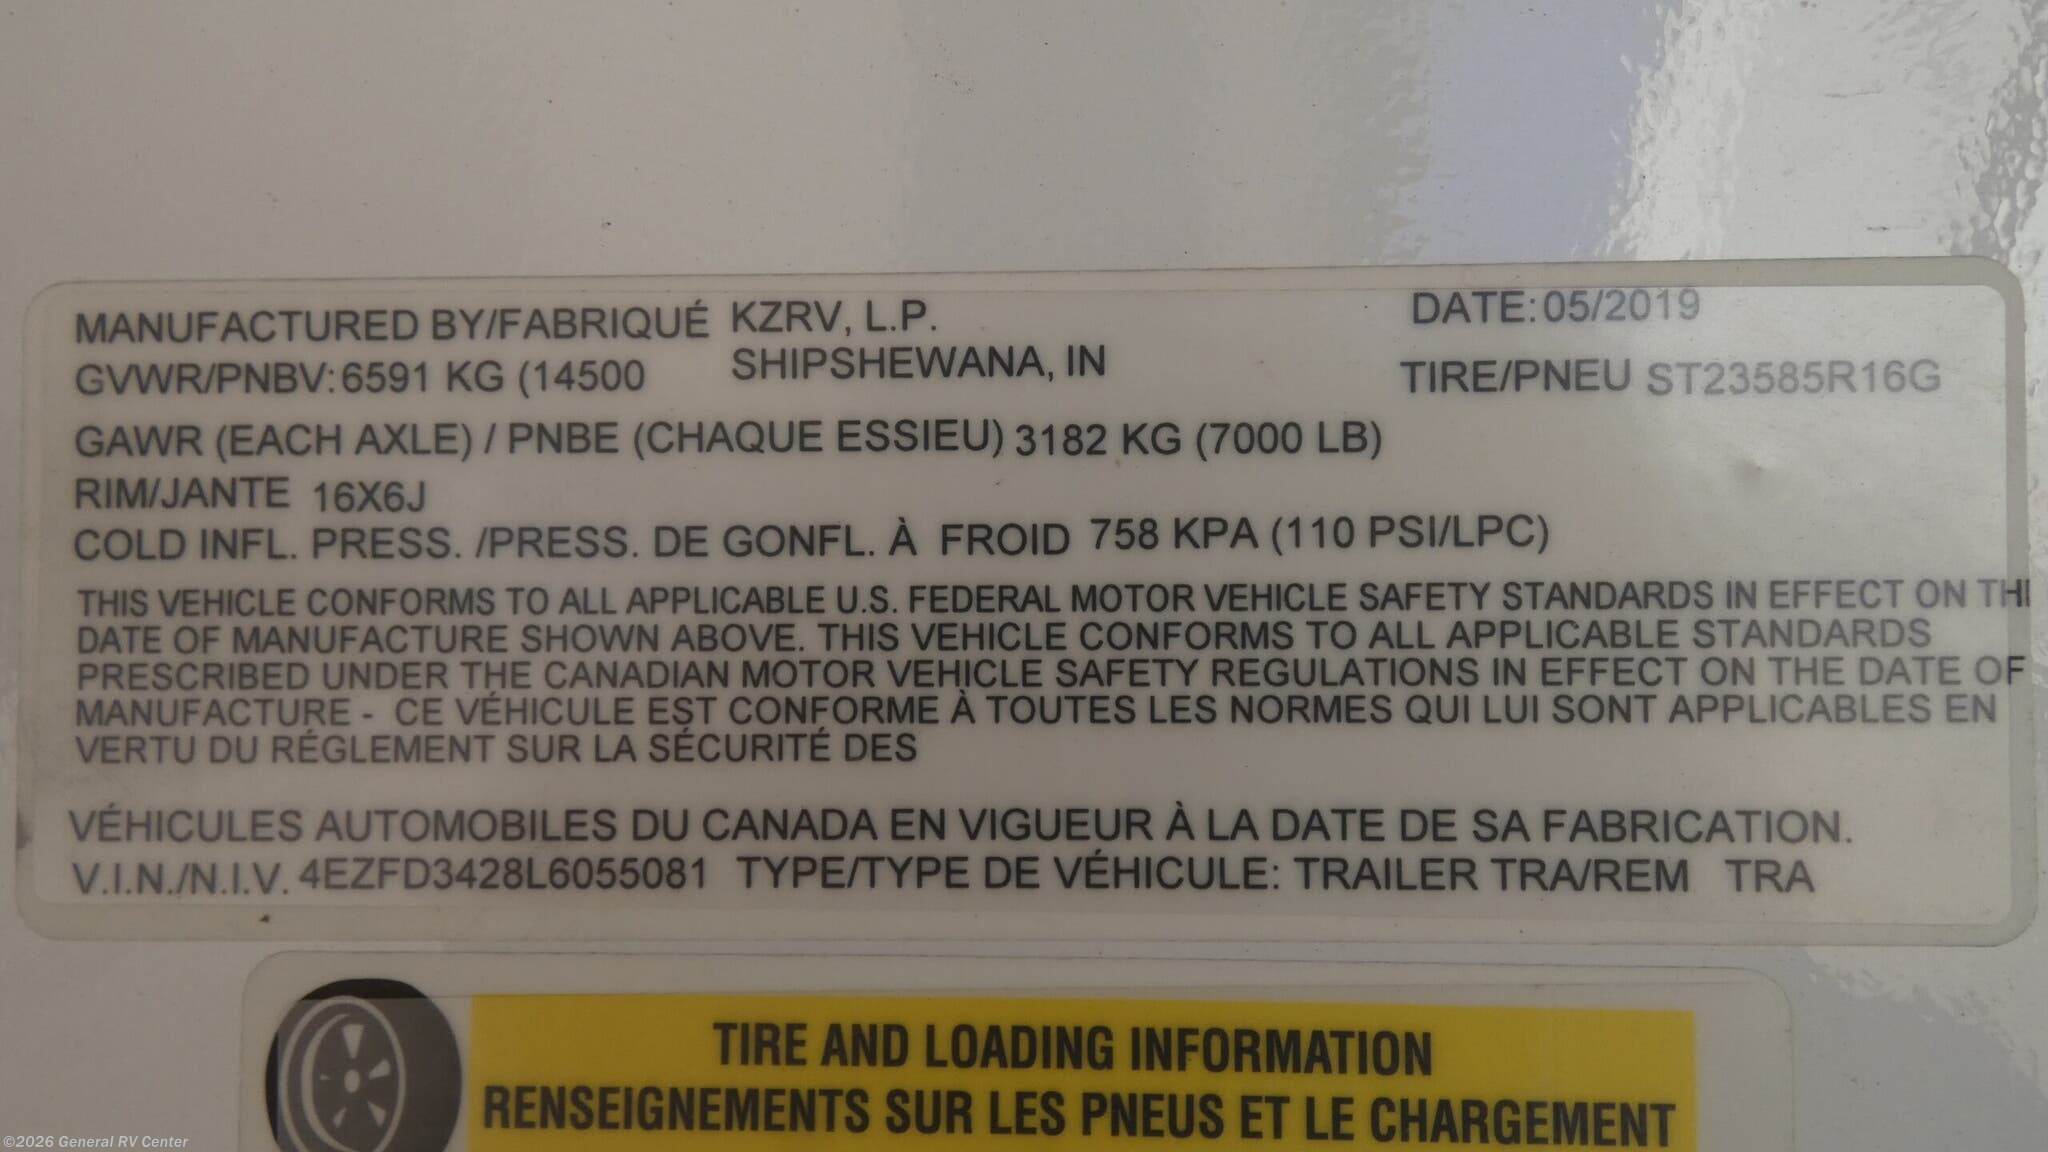 MANUFACTURED BY/FABRIQUÉ KZRV, L.P. DATE: 05/2019
SHIPSHEWANA, IN
GVWR/PNBV: 6591 KG (14500 TIRE/PNEU ST23585R16G
GAWR (EACH AXLE) / PNBE (CHAQUE ESSIEU) 3182 KG (7000 LB)
RIM/JANTE 16X6J
COLD INFL. PRESS. /PRESS. DE GONFL. À FROID 758 KPA (110 PSI/LPC)
THIS VEHICLE CONFORMS TO ALL APPLICABLE U.S. FEDERAL MOTOR VEHICLE SAFETY STANDARDS IN EFFECT ON TH
DATE OF MANUFACTURE SHOWN ABOVE. THIS VEHICLE CONFORMS TO ALL APPLICABLE STANDARDS
PRESCRIBED UNDER THE CANADIAN MOTOR VEHICLE SAFETY REGULATIONS IN EFFECT ON THE DATE OF
MANUFACTURE - CE VÉHICULE EST CONFORME À TOUTES LES NORMES QUI LUI SONT APPLICABLES EN
VERTU DU RÉGLEMENT SUR LA SÉCURITÉ DES
VÉHICULES AUTOMOBILES DU CANADA EN VIGUEUR À LA DATE DE SA FABRICATION.
V.I.N./N.I.V. 4EZFD3428L6055081 TYPE/TYPE DE VÉHICULE: TRAILER TRA/REM TRA
TIRE AND LOADING INFORMATION
RENSEIGNEMENTS SUR LES PNEUS ET LE CHARGEMENT
©2026 General RV Center